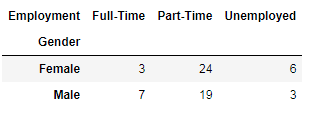 Employment Full-Time Part-Time Unemployed
Gender
Female 3 24 6
Male 7 19 3